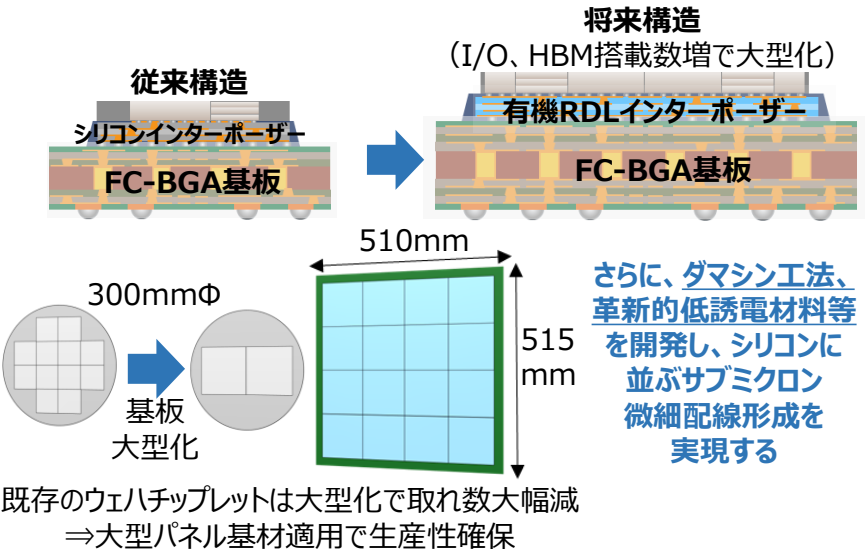 将来構造
（I/O、HBM搭載数増で大型化）
従来構造
シリコンインターポーザー
FC-BGA基板
有機RDLインターポーザー
FC-BGA基板
510mm
300mmΦ
515
mm
基板
大型化
さらに、ダマシン工法、
革新的低誘電材料等
を開発し、シリコンに
並ぶサブミクロン
微細配線形成を
実現する
既存のウェハチップレットは大型化で取れ数大幅減
⇒大型パネル基材適用で生産性確保